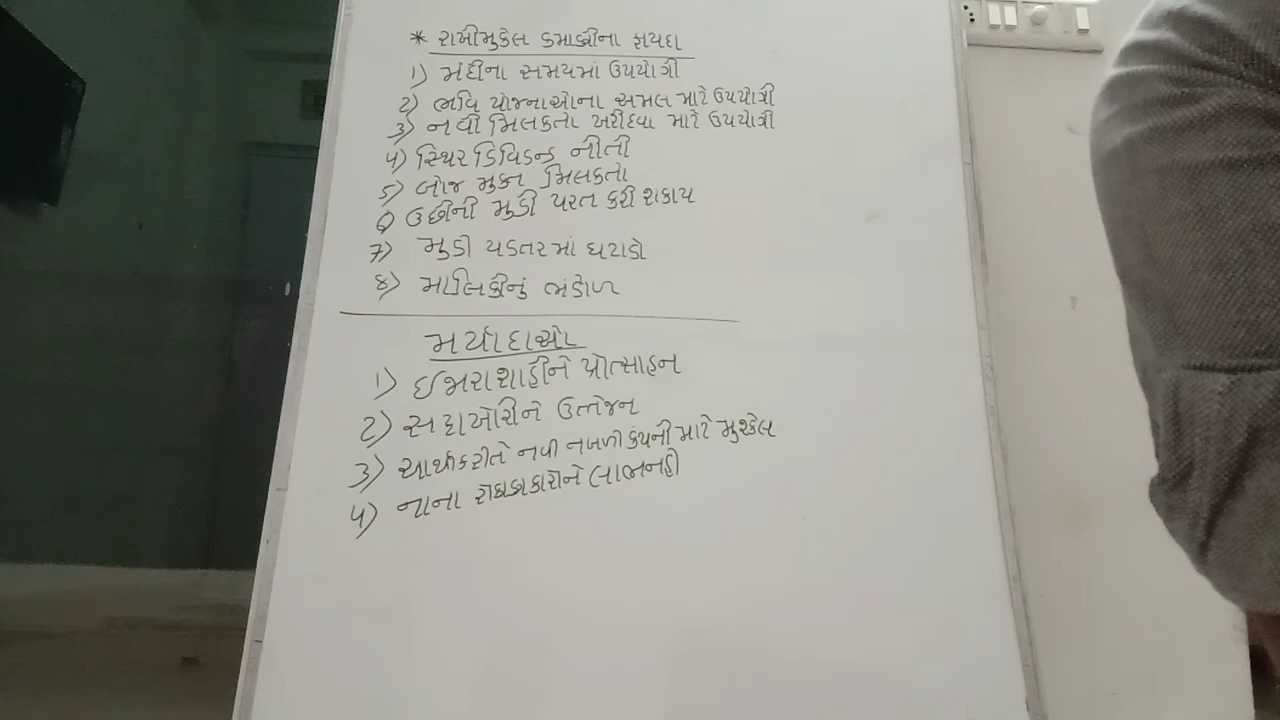 * રાખીમુકેલ કમાણીના ફાયદા
1) મંદીના સમયમાં ઉપયોગી
2) ભાવિ યોજનાઓના અમલ માટે ઉપયોગી
3) નવી મિલકતો ખરીદવા માટે ઉપયોગી
4) સ્થિર ડિવિડન્ડ નીતી
5) બોજ મુક્ત મિલકતો
6) ઉછીની મુડી પરત કરી શકાય
7) મુડી પડતરમાં ઘટાડો
8) માલિકીનું ભંડોળ
મર્યાદાઓ
1) ઈજારાશાહીને પ્રોત્સાહન
2) સટ્ટાખોરીને ઉત્તેજન
3) આર્થીકરીતે નવી નબળી કંપની માટે મુશ્કેલ
4) નાના રોકાણકારોને લાભ નહી